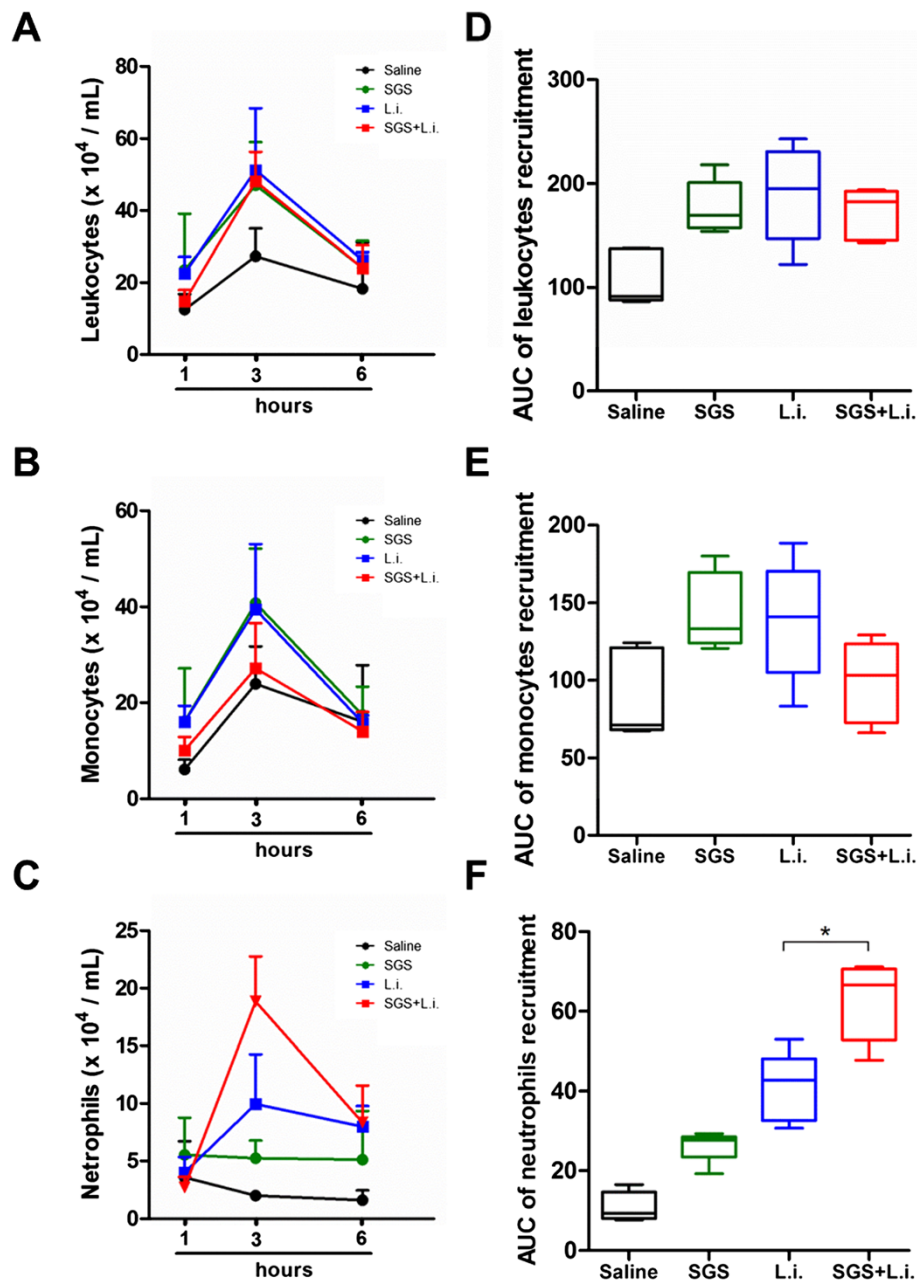 A
Leukocytes (x 10⁴ / mL)
80
60
40
20
0
1 3 6
hours
Saline
SGS
L.i.
SGS+L.i.
D
AUC of leukocytes recruitment
300
200
100
0
Saline SGS L.i. SGS+L.i.
B
Monocytes (x 10⁴ / mL)
60
40
20
0
1 3 6
hours
Saline
SGS
L.i.
SGS+L.i.
E
AUC of monocytes recruitment
200
150
100
50
0
Saline SGS L.i. SGS+L.i.
C
Netrophils (x 10⁴ / mL)
25
20
15
10
5
0
1 3 6
hours
Saline
SGS
L.i.
SGS+L.i.
F
AUC of neutrophils recruitment
80
60
40
20
0
*
Saline SGS L.i. SGS+L.i.